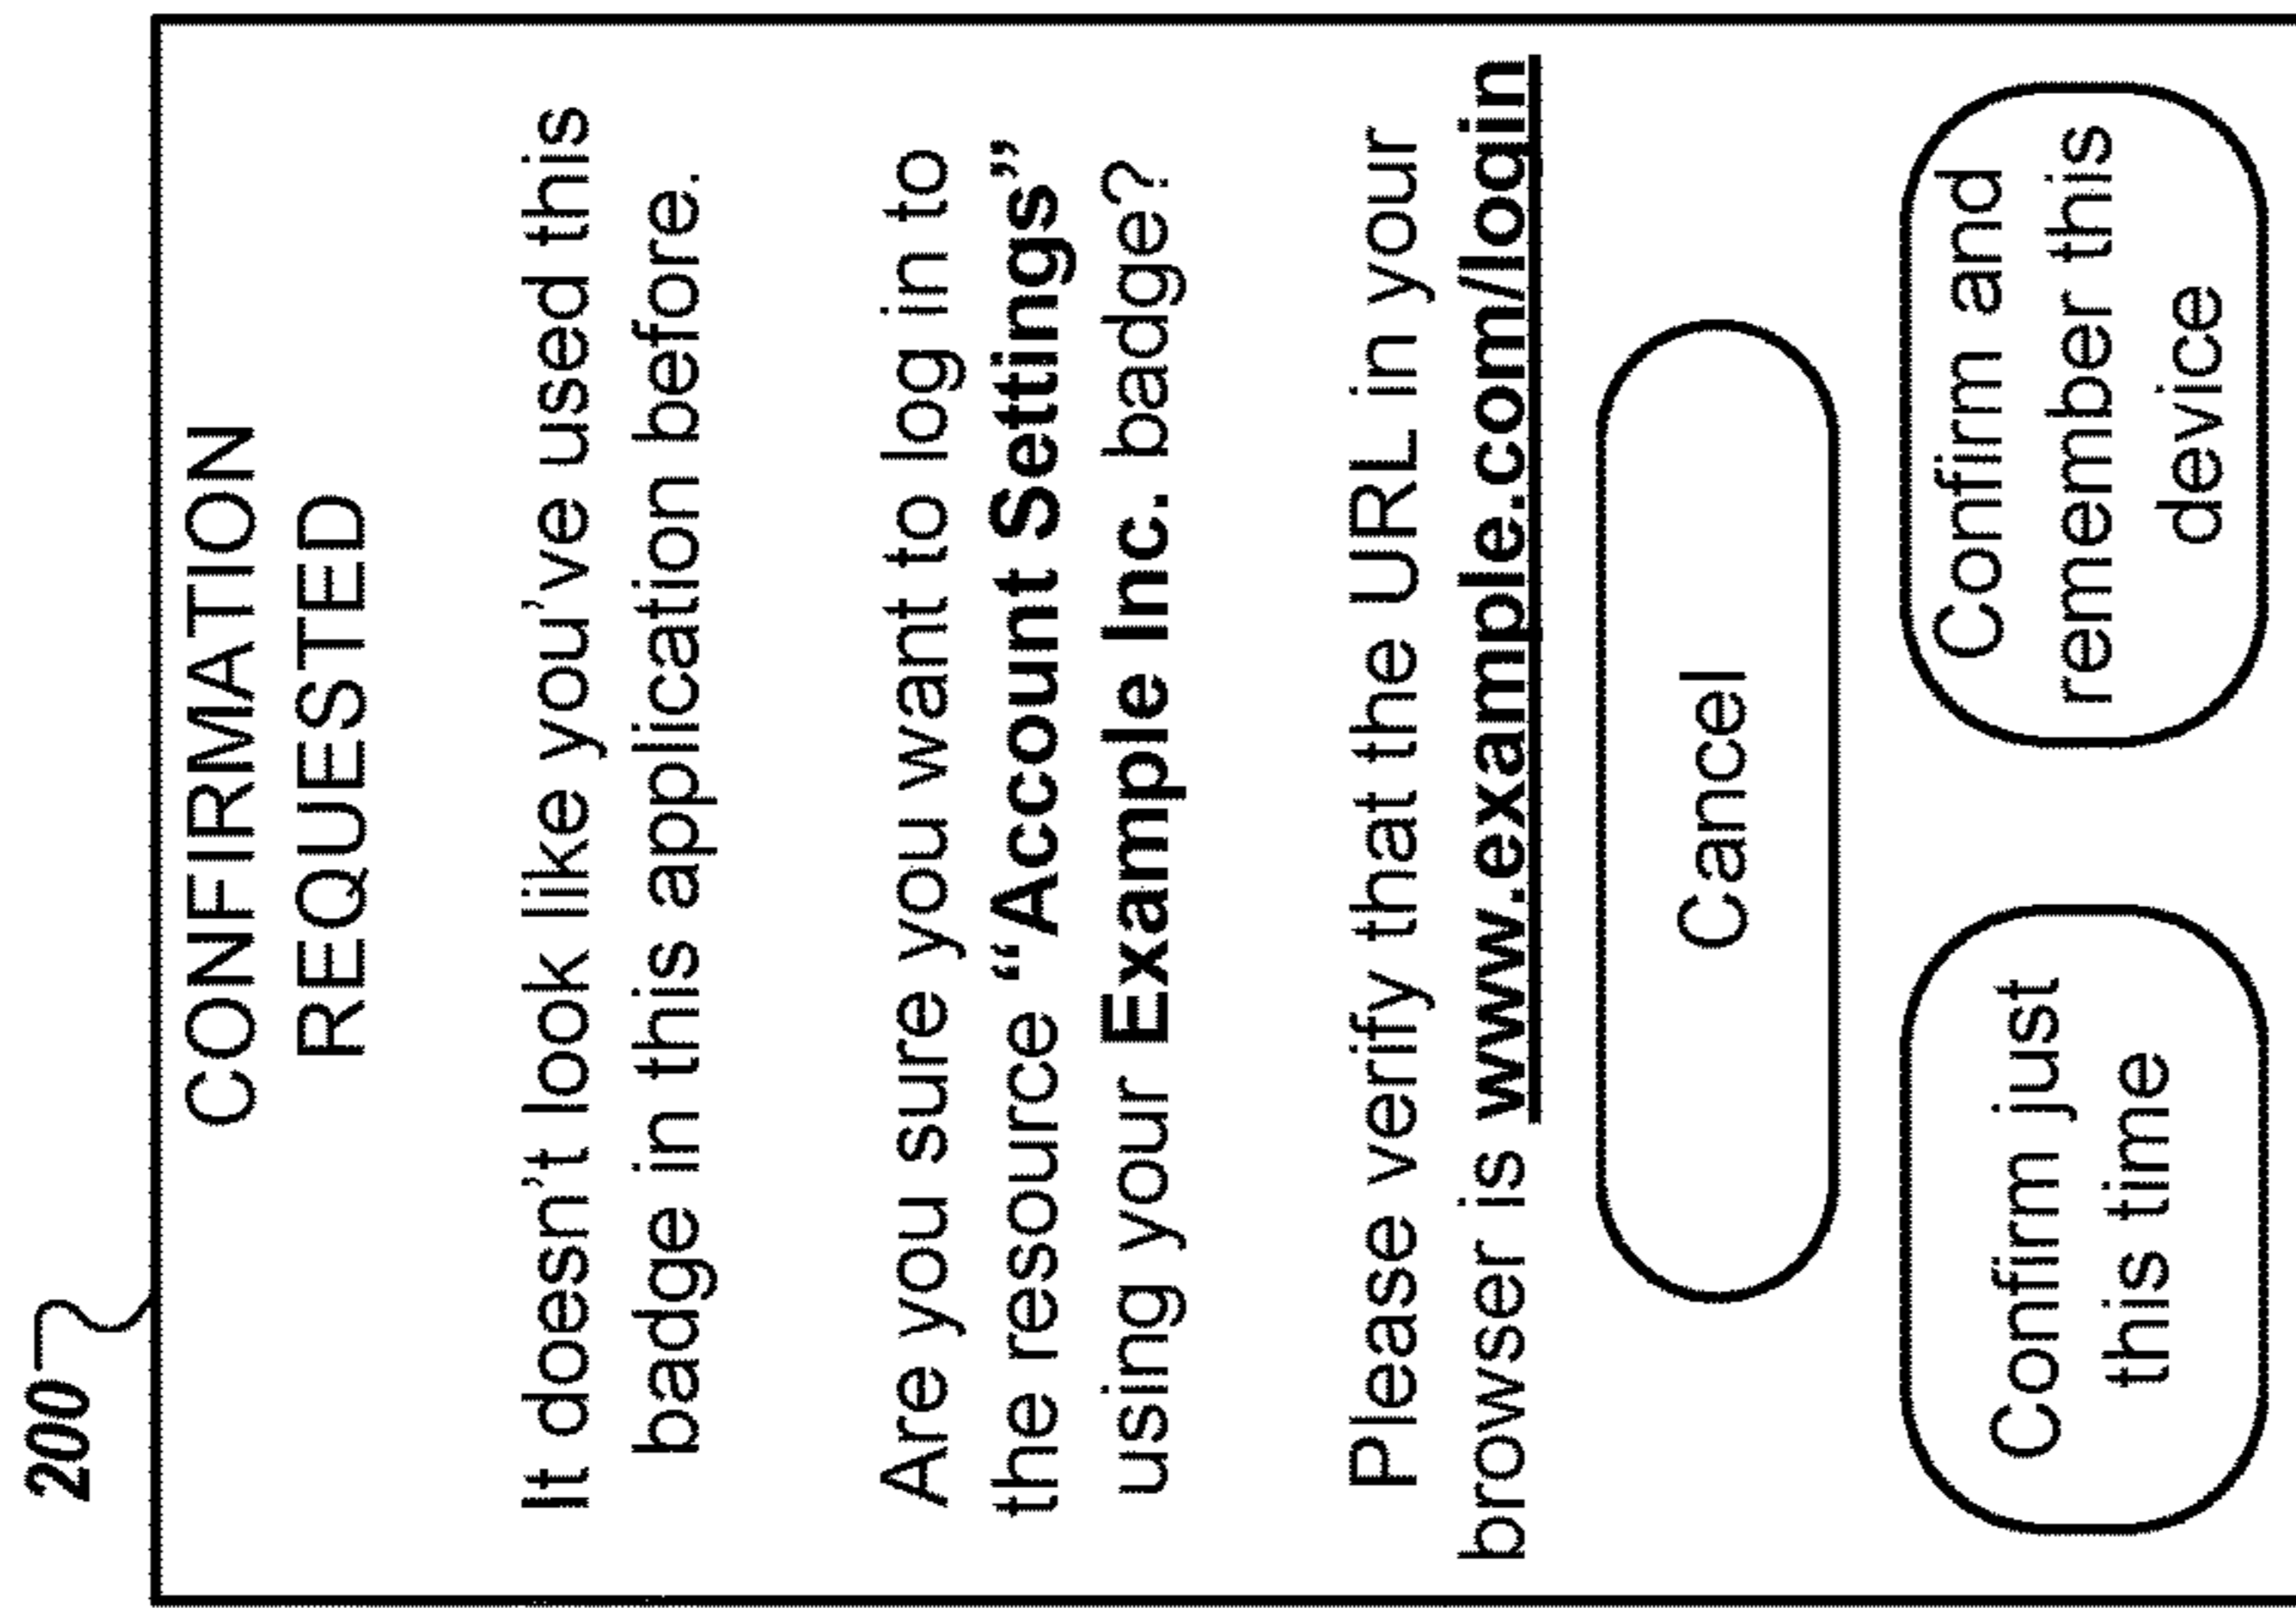 200
CONFIRMATION
REQUESTED
It doesn't look like you've used this
badge in this application before.
Are you sure you want to log in to
the resource “Account Settings”
using your Example Inc. badge?
Please verify that the URL in your
browser is www.example.com/login
Cancel
Confirm just
this time
Confirm and
remember this
device